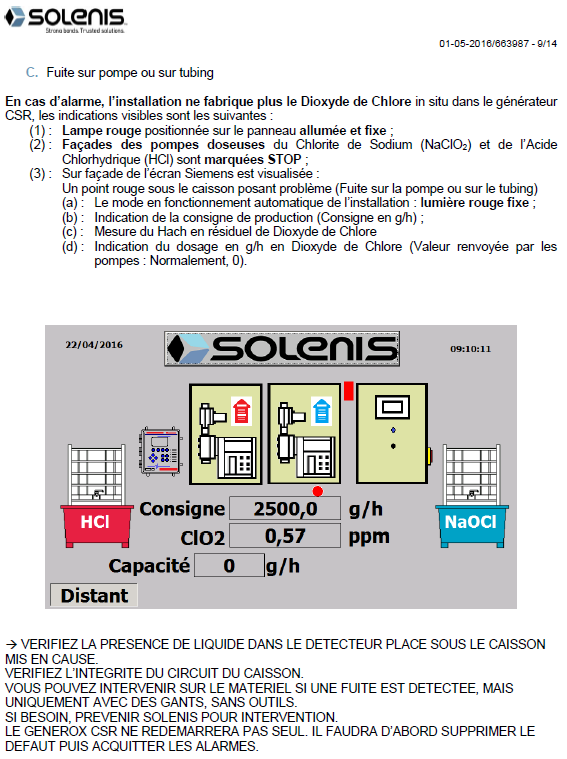 SOLENIS.
Strong bonds. Trusted solutions.
01-05-2016/663987 - 9/14
C. Fuite sur pompe ou sur tubing
En cas d'alarme, l'installation ne fabrique plus le Dioxyde de Chlore in situ dans le générateur
CSR, les indications visibles sont les suivantes :
(1) : Lampe rouge positionnée sur le panneau allumée et fixe ;
(2) : Façades des pompes doseuses du Chlorite de Sodium (NaClO₂) et de l'Acide
Chlorhydrique (HCl) sont marquées STOP ;
(3) : Sur façade de l'écran Siemens est visualisée :
Un point rouge sous le caisson posant problème (Fuite sur la pompe ou sur le tubing)
(a) : Le mode en fonctionnement automatique de l'installation : lumière rouge fixe ;
(b) : Indication de la consigne de production (Consigne en g/h) ;
(c) : Mesure du Hach en résiduel de Dioxyde de Chlore
(d) : Indication du dosage en g/h en Dioxyde de Chlore (Valeur renvoyée par les
pompes : Normalement, 0).
22/04/2016
SOLENIS
09:10:11
HCl
NaOCl
Consigne 2500,0 g/h
ClO2 0,57 ppm
Capacité 0 g/h
Distant
→ VERIFIEZ LA PRESENCE DE LIQUIDE DANS LE DETECTEUR PLACE SOUS LE CAISSON
MIS EN CAUSE.
VERIFIEZ L'INTEGRITE DU CIRCUIT DU CAISSON.
VOUS POUVEZ INTERVENIR SUR LE MATERIEL SI UNE FUITE EST DETECTEE, MAIS
UNIQUEMENT AVEC DES GANTS, SANS OUTILS.
SI BESOIN, PREVENIR SOLENIS POUR INTERVENTION.
LE GENEROX CSR NE REDEMARRERA PAS SEUL. IL FAUDRA D'ABORD SUPPRIMER LE
DEFAUT PUIS ACQUITTER LES ALARMES.